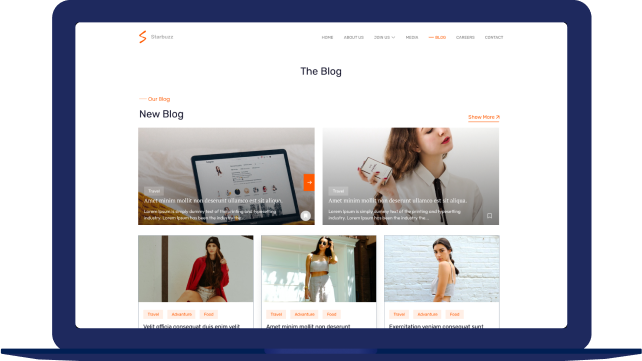 Starbuzz
HOME ABOUT US JOIN US MEDIA BLOG CAREERS CONTACT
The Blog
Our Blog
New Blog
Show More
Travel
Amet minim mollit non deserunt ullamco est sit aliqua.
Lorem Ipsum is simply dummy text of the printing and typesetting
industry. Lorem Ipsum has been the industry the...
Travel
Amet minim mollit non deserunt ullamco est sit aliqua.
Lorem Ipsum is simply dummy text of the printing and typesetting
industry. Lorem Ipsum has been the industry the...
Travel Adventure Food
Velit officia consequat duis enim velit
Travel Adventure Food
Amet minim mollit non deserunt
Travel Adventure Food
Exercitation veniam consequat sunt